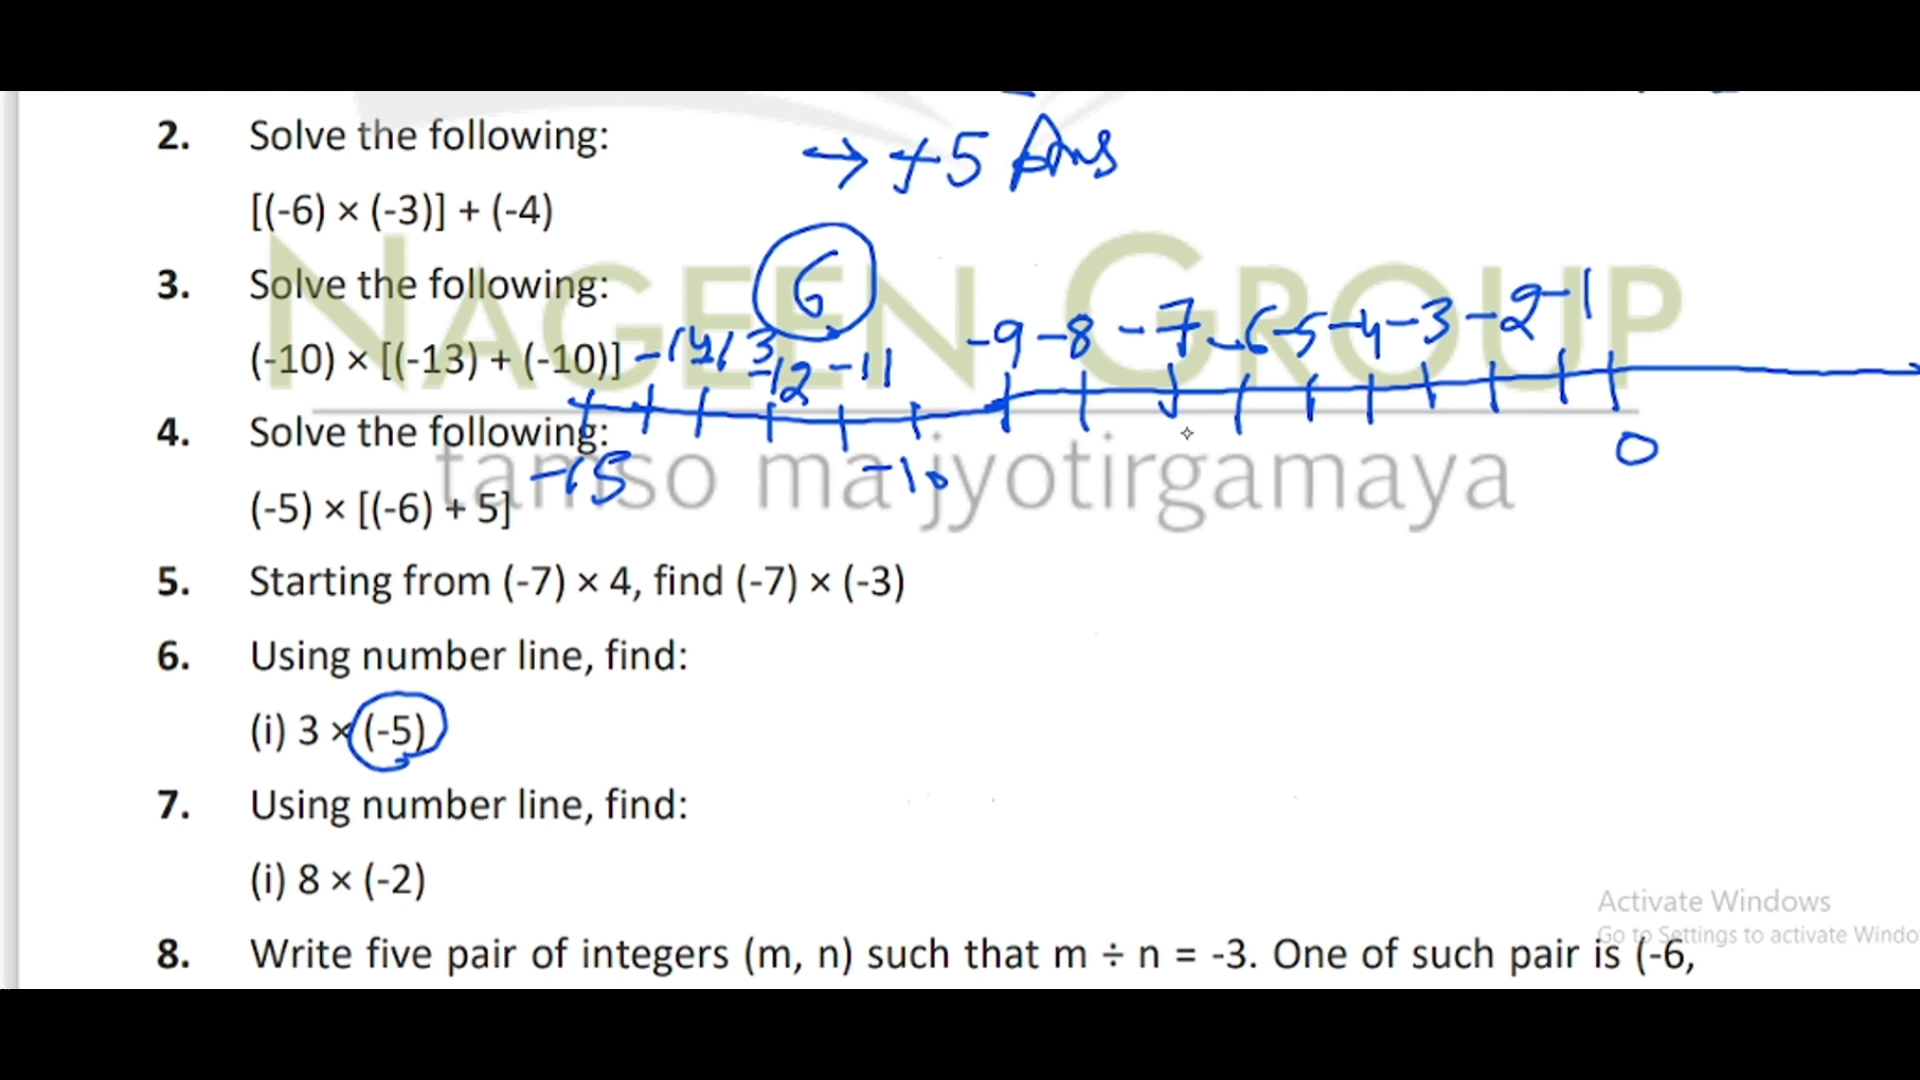 2. Solve the following:
→ +5 Ans
[(-6) × (-3)] + (-4)
NAGEEN GROUP
3. Solve the following:
6
(-10) × [(-13) + (-10)]
-14 13 -12 -11 -9 -8 -7 -6 -5 -4 -3 -2 -1
4. Solve the following:
-15 -10 0
tamso ma jyotirgamaya
(-5) × [(-6) + 5]
5. Starting from (-7) × 4, find (-7) × (-3)
6. Using number line, find:
(i) 3 × (-5)
7. Using number line, find:
(i) 8 × (-2)
Activate Windows
Go to Settings to activate Windo
8. Write five pair of integers (m, n) such that m ÷ n = -3. One of such pair is (-6,